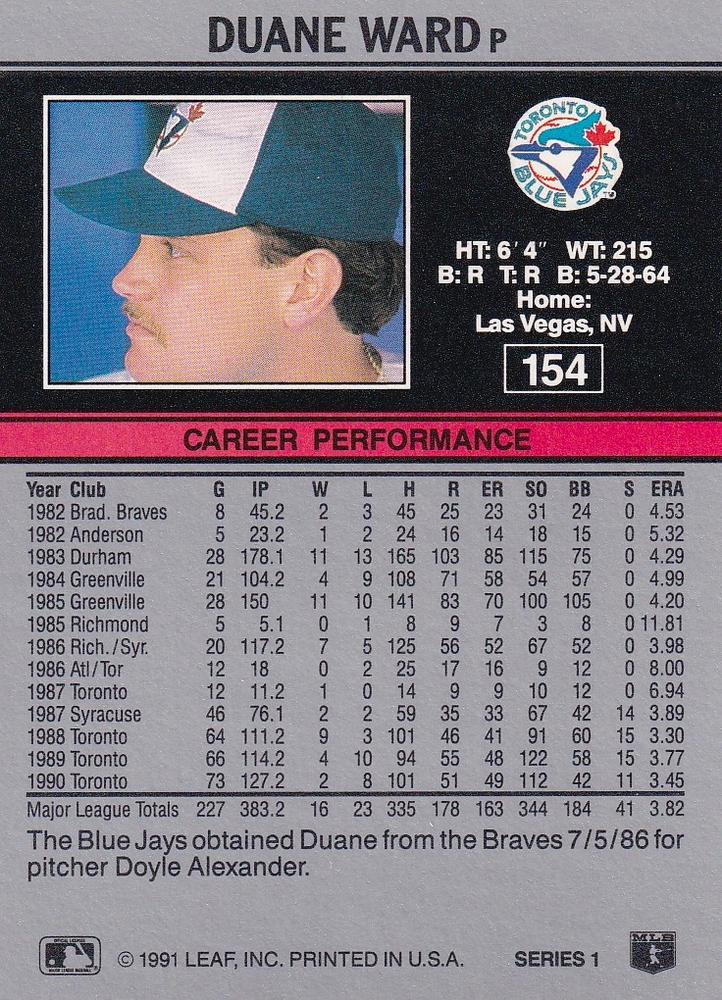 DUANE WARD P
TORONTO
BLUE JAYS
TM
HT: 6'4" WT: 215
B: R T: R B: 5-28-64
Home:
Las Vegas, NV
154
CAREER PERFORMANCE
Year Club G IP W L H R ER SO BB S ERA
1982 Brad. Braves 8 45.2 2 3 45 25 23 31 24 0 4.53
1982 Anderson 5 23.2 1 2 24 16 14 18 15 0 5.32
1983 Durham 28 178.1 11 13 165 103 85 115 75 0 4.29
1984 Greenville 21 104.2 4 9 108 71 58 54 57 0 4.99
1985 Greenville 28 150 11 10 141 83 70 100 105 0 4.20
1985 Richmond 5 5.1 0 1 8 9 7 3 8 0 11.81
1986 Rich./Syr. 20 117.2 7 5 125 56 52 67 52 0 3.98
1986 Atl/Tor 12 18 0 2 25 17 16 9 12 0 8.00
1987 Toronto 12 11.2 1 0 14 9 9 10 12 0 6.94
1987 Syracuse 46 76.1 2 2 59 35 33 67 42 14 3.89
1988 Toronto 64 111.2 9 3 101 46 41 91 60 15 3.30
1989 Toronto 66 114.2 4 10 94 55 48 122 58 15 3.77
1990 Toronto 73 127.2 2 8 101 51 49 112 42 11 3.45
Major League Totals 227 383.2 16 23 335 178 163 344 184 41 3.82
The Blue Jays obtained Duane from the Braves 7/5/86 for
pitcher Doyle Alexander.
© 1991 LEAF, INC. PRINTED IN U.S.A. SERIES 1
MLB